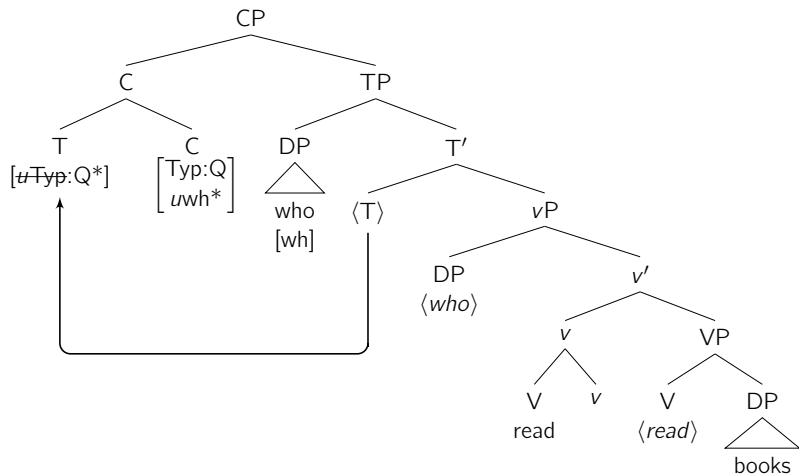 CP
C TP
T C DP T′
[uTyp:Q*] [Typ:Q uwh*] who [wh] ⟨T⟩ vP
DP v′
⟨who⟩
v VP
V v V DP
read ⟨read⟩ books